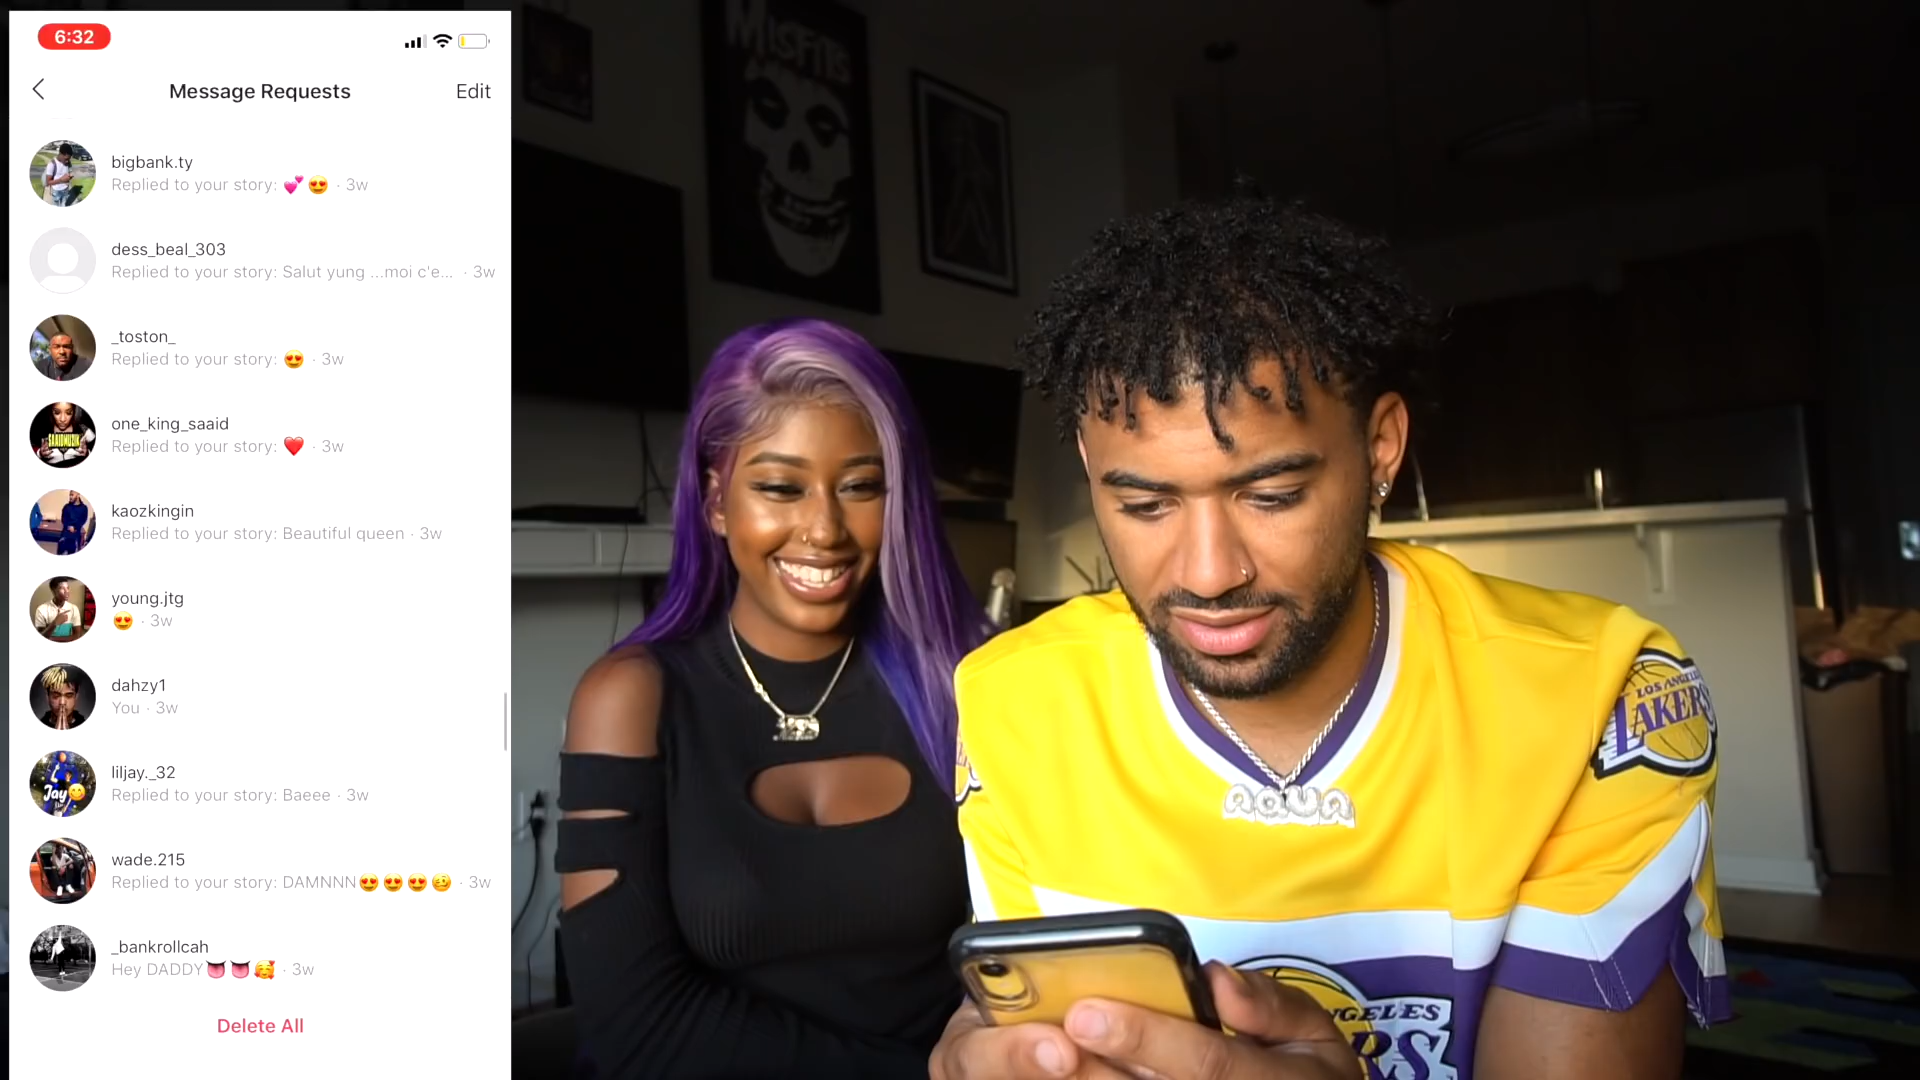 6:32
Message Requests
Edit
bigbank.ty
Replied to your story: 💕😍 · 3w
dess_beal_303
Replied to your story: Salut yung ...moi c'e... · 3w
_toston_
Replied to your story: 😍 · 3w
one_king_saaid
Replied to your story: ❤️ · 3w
kaozkingin
Replied to your story: Beautiful queen · 3w
young.jtg
😍 · 3w
dahzy1
You · 3w
liljay._32
Replied to your story: Baeee · 3w
Jay
wade.215
Replied to your story: DAMNNN😍😍😍🥴 · 3w
_bankrollcah
Hey DADDY👅👅🥰 · 3w
Delete All
MISFITS
LOS ANGELES
LAKERS
AQUA
NGELES
RS